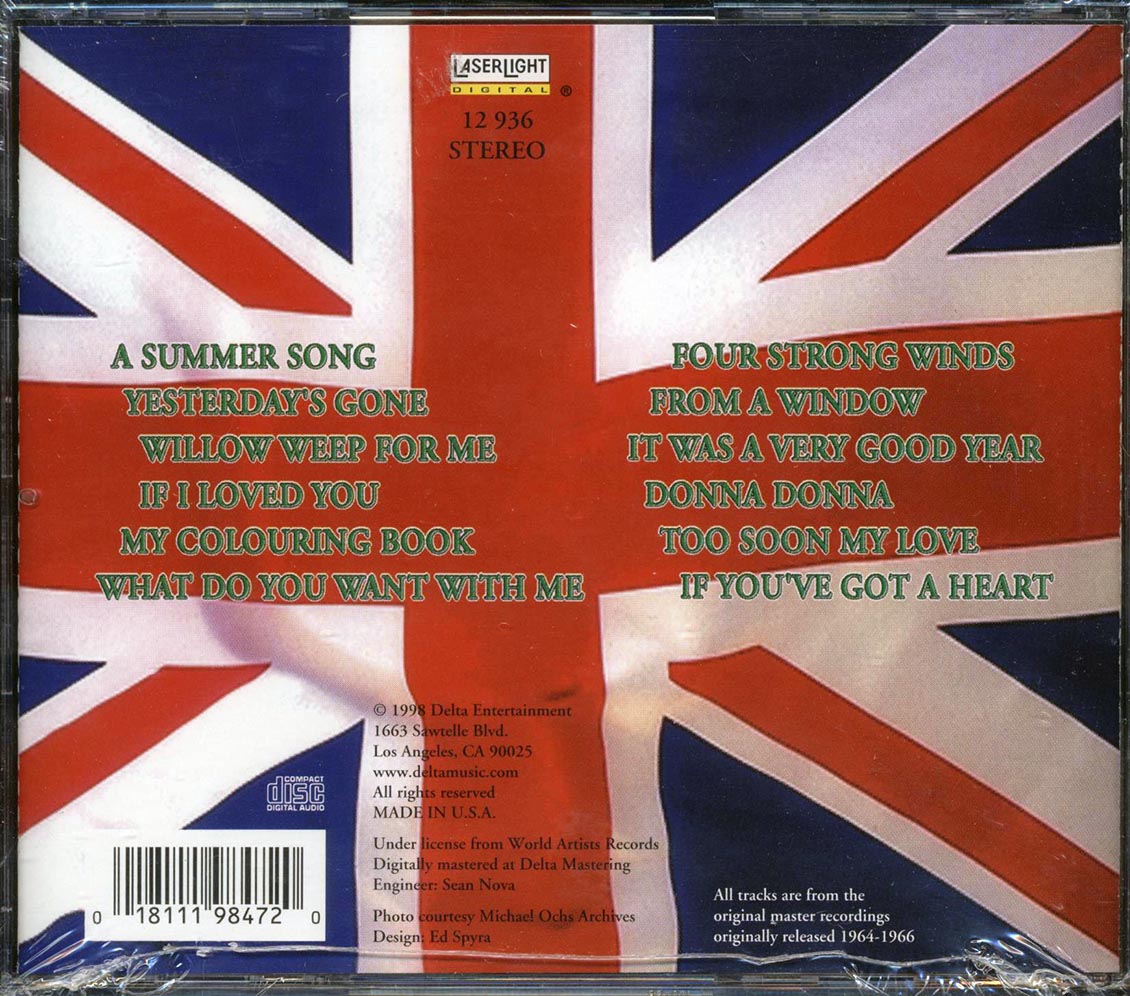 LASERLIGHT
DIGITAL ®
12 936
STEREO
A SUMMER SONG
YESTERDAY'S GONE
WILLOW WEEP FOR ME
IF I LOVED YOU
MY COLOURING BOOK
WHAT DO YOU WANT WITH ME
FOUR STRONG WINDS
FROM A WINDOW
IT WAS A VERY GOOD YEAR
DONNA DONNA
TOO SOON MY LOVE
IF YOU'VE GOT A HEART
© 1998 Delta Entertainment
1663 Sawtelle Blvd.
Los Angeles, CA 90025
www.deltamusic.com
All rights reserved
MADE IN U.S.A.
COMPACT
disc
DIGITAL AUDIO
Under license from World Artists Records
Digitally mastered at Delta Mastering
Engineer: Sean Nova
Photo courtesy Michael Ochs Archives
Design: Ed Spyra
0 18111 98472 0
All tracks are from the
original master recordings
originally released 1964-1966